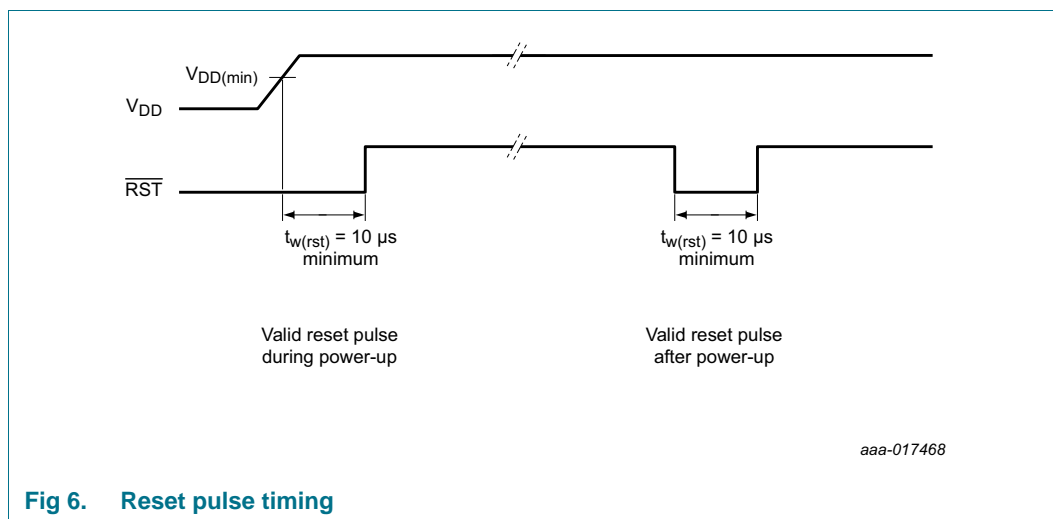 VDD(min)
VDD
RST
tw(rst) = 10 μs
minimum
tw(rst) = 10 μs
minimum
Valid reset pulse
during power-up
Valid reset pulse
after power-up
aaa-017468
Fig 6. Reset pulse timing